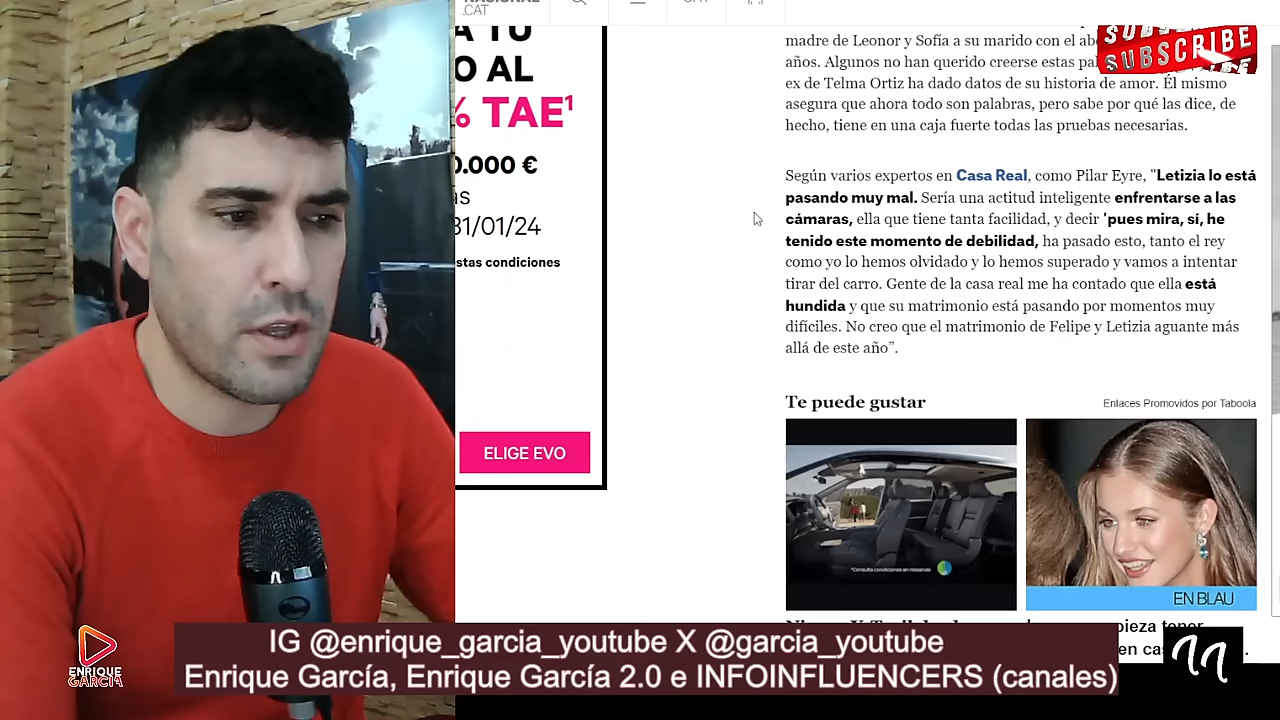 NACIONAL
.CAT
CAT
A TU
O AL
% TAE¹
0.000 €
31/01/24
stas condiciones
ELIGE EVO
SUBSCRIBE
madre de Leonor y Sofía a su marido con el
años. Algunos no han querido creerse estas
ex de Telma Ortiz ha dado datos de su historia de amor. Él mismo
asegura que ahora todo son palabras, pero sabe por qué las dice, de
hecho, tiene en una caja fuerte todas las pruebas necesarias.
Según varios expertos en Casa Real, como Pilar Eyre, "Letizia lo está
pasando muy mal. Sería una actitud inteligente enfrentarse a las
cámaras, ella que tiene tanta facilidad, y decir 'pues mira, sí, he
tenido este momento de debilidad, ha pasado esto, tanto el rey
como yo lo hemos olvidado y lo hemos superado y vamos a intentar
tirar del carro. Gente de la casa real me ha contado que ella está
hundida y que su matrimonio está pasando por momentos muy
difíciles. No creo que el matrimonio de Felipe y Letizia aguante más
allá de este año”.
Te puede gustar
Enlaces Promovidos por Taboola
EN BLAU
IG @enrique_garcia_youtube X @garcia_youtube
Enrique García, Enrique García 2.0 e INFOINFLUENCERS (canales)
ENRIQUE
GARCÍA